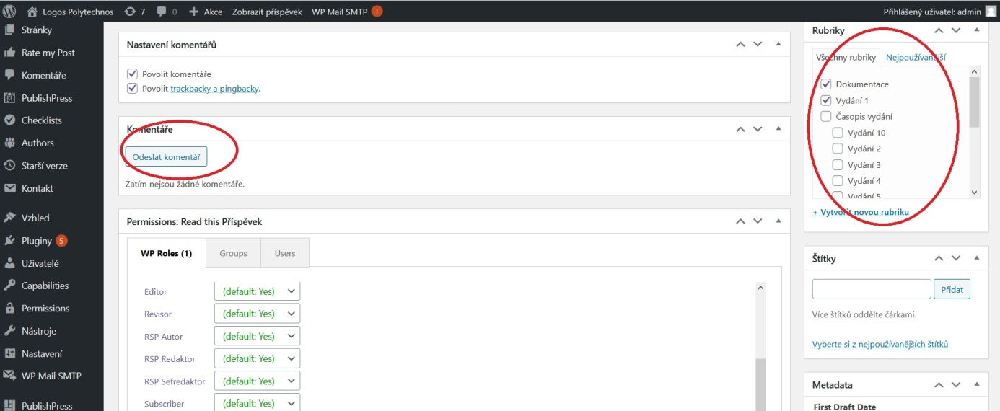 Logos Polytechnos 7 0 Akce Zobrazit příspěvek WP Mail SMTP ! Přihlášený uživatel: admin
Stránky
Rate my Post
Komentáře
PublishPress
Checklists
Authors
Starší verze
Kontakt
Vzhled
Pluginy 5
Uživatelé
Capabilities
Permissions
Nástroje
Nastavení
WP Mail SMTP
PublishPress
Nastavení komentářů
Povolit komentáře
Povolit trackbacky a pingbacky.
Komentáře
Odeslat komentář
Zatím nejsou žádné komentáře.
Permissions: Read this Příspěvek
WP Roles (1) Groups Users
Editor (default: Yes)
Revisor (default: Yes)
RSP Autor (default: Yes)
RSP Redaktor (default: Yes)
RSP Sefredaktor (default: Yes)
Subscriber (default: Yes)
Rubriky
Všechny rubriky Nejpoužívanější
Dokumentace
Vydání 1
Časopis vydání
Vydání 10
Vydání 2
Vydání 3
Vydání 4
Vydání 5
+ Vytvořit novou rubriku
Štítky
Přidat
Více štítků oddělte čárkami.
Vyberte si z nejpoužívanějších štítků
Metadata
First Draft Date